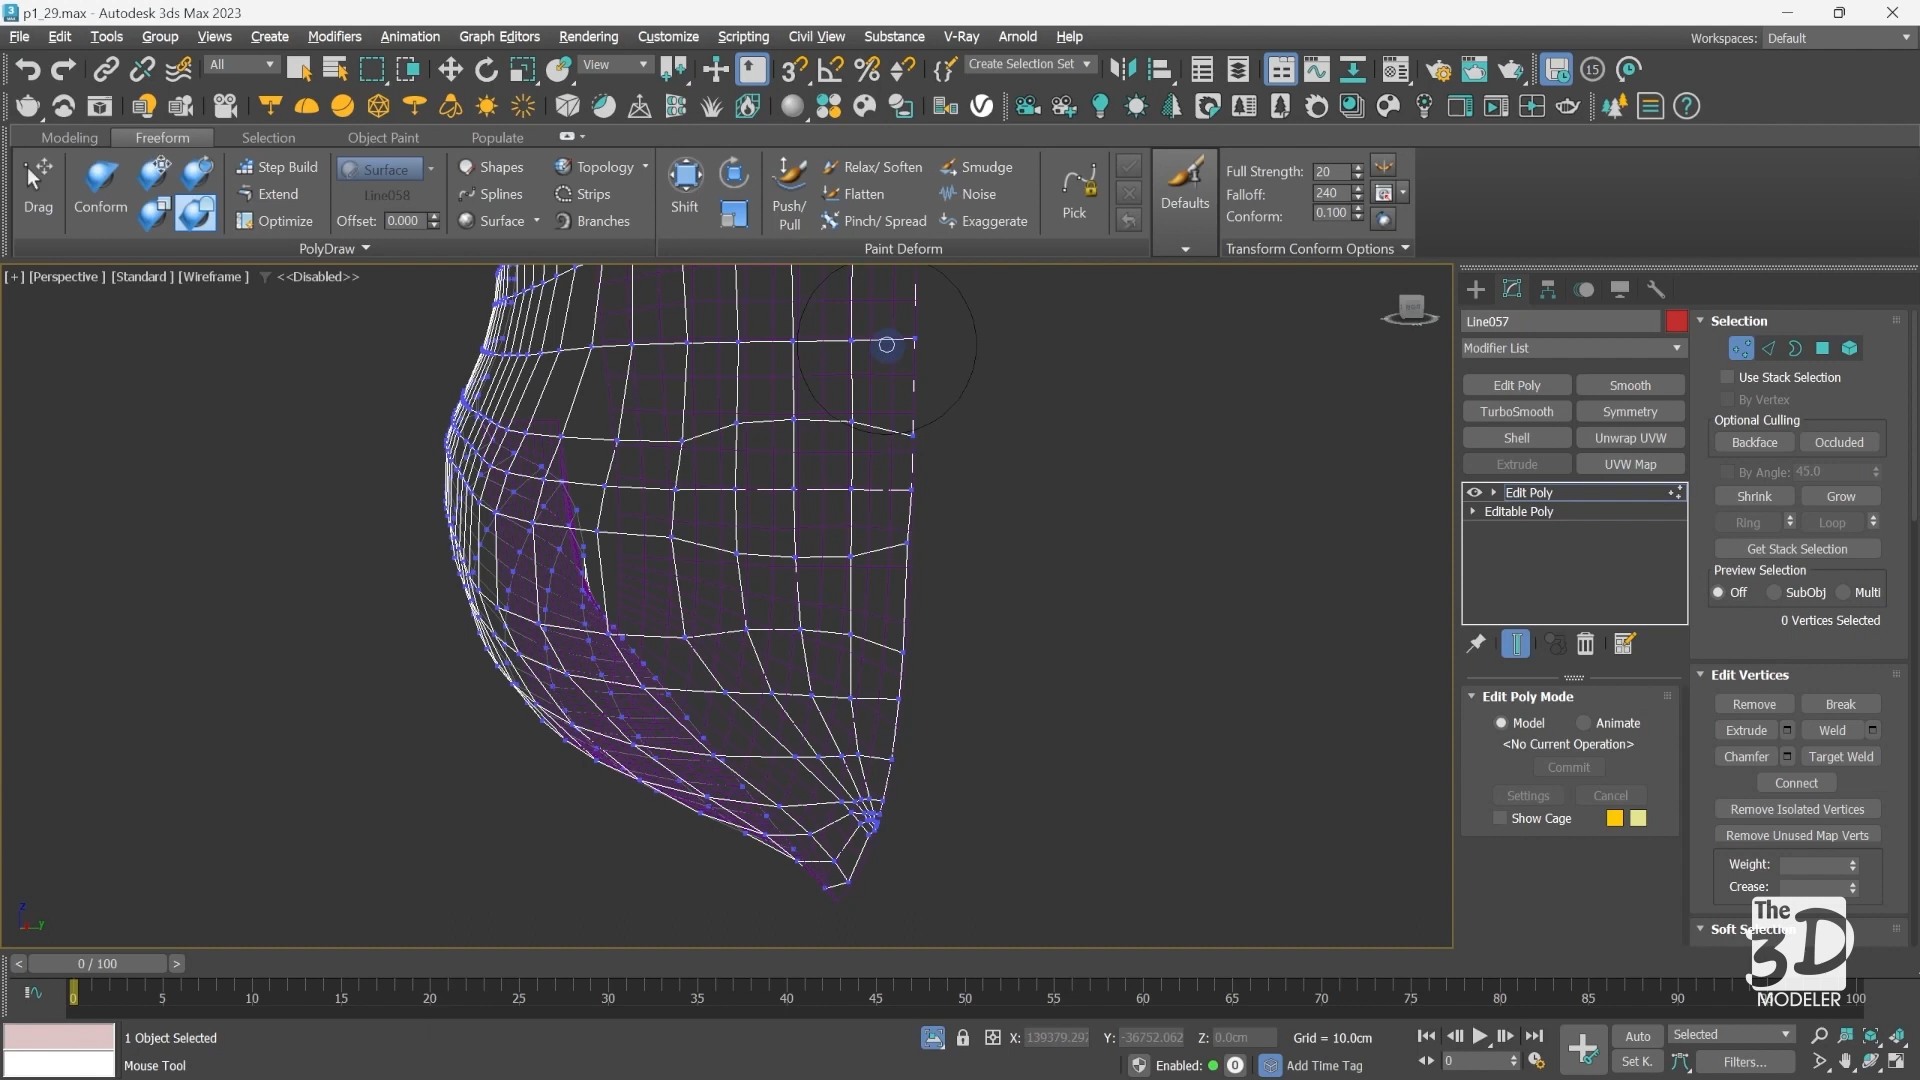 p1_29.max - Autodesk 3ds Max 2023
File Edit Tools Group Views Create Modifiers Animation Graph Editors Rendering Customize Scripting Civil View Substance V-Ray Arnold Help
Workspaces: Default
All
View
Create Selection Set
15
Modeling Freeform Selection Object Paint Populate
Drag
Conform
Step Build
Extend
Optimize
Surface
Line058
Offset: 0.000
Shapes
Splines
Surface
Topology
Strips
Branches
PolyDraw
Shift
Push/
Pull
Relax/ Soften
Flatten
Pinch/ Spread
Smudge
Noise
Exaggerate
Paint Deform
Pick
Defaults
Full Strength: 20
Falloff: 240
Conform: 0.100
Transform Conform Options
[+] [Perspective ] [Standard ] [Wireframe ] <<Disabled>>
z
y
Line057
Modifier List
Edit Poly Smooth
TurboSmooth Symmetry
Shell Unwrap UVW
Extrude UVW Map
Edit Poly
Editable Poly
Edit Poly Mode
Model Animate
<No Current Operation>
Commit
Settings Cancel
Show Cage
Selection
Use Stack Selection
By Vertex
Optional Culling
Backface Occluded
By Angle: 45.0
Shrink Grow
Ring Loop
Get Stack Selection
Preview Selection
Off SubObj Multi
0 Vertices Selected
Edit Vertices
Remove Break
Extrude Weld
Chamfer Target Weld
Connect
Remove Isolated Vertices
Remove Unused Map Verts
Weight:
Crease:
Soft Selection
The
3D
MODELER
< 0 / 100 >
0 5 10 15 20 25 30 35 40 45 50 55 60 65 70 75 80 85 90 100
1 Object Selected
Mouse Tool
X: 139379.292 Y: -36752.062 Z: 0.0cm Grid = 10.0cm
Enabled: 0 Add Time Tag
0
Auto Selected
Set K. Filters...